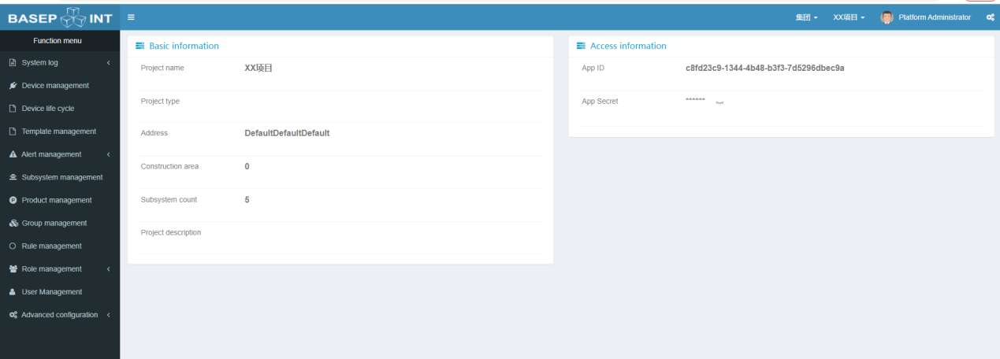 BASEPOINT
集团 XX项目 Platform Administrator
Function menu
System log
Device management
Device life cycle
Template management
Alert management
Subsystem management
Product management
Group management
Rule management
Role management
User Management
Advanced configuration
Basic information
Project name XX项目
Project type
Address DefaultDefaultDefault
Construction area 0
Subsystem count 5
Project description
Access information
App ID c8fd23c9-1344-4b48-b3f3-7d5296dbec9a
App Secret ******